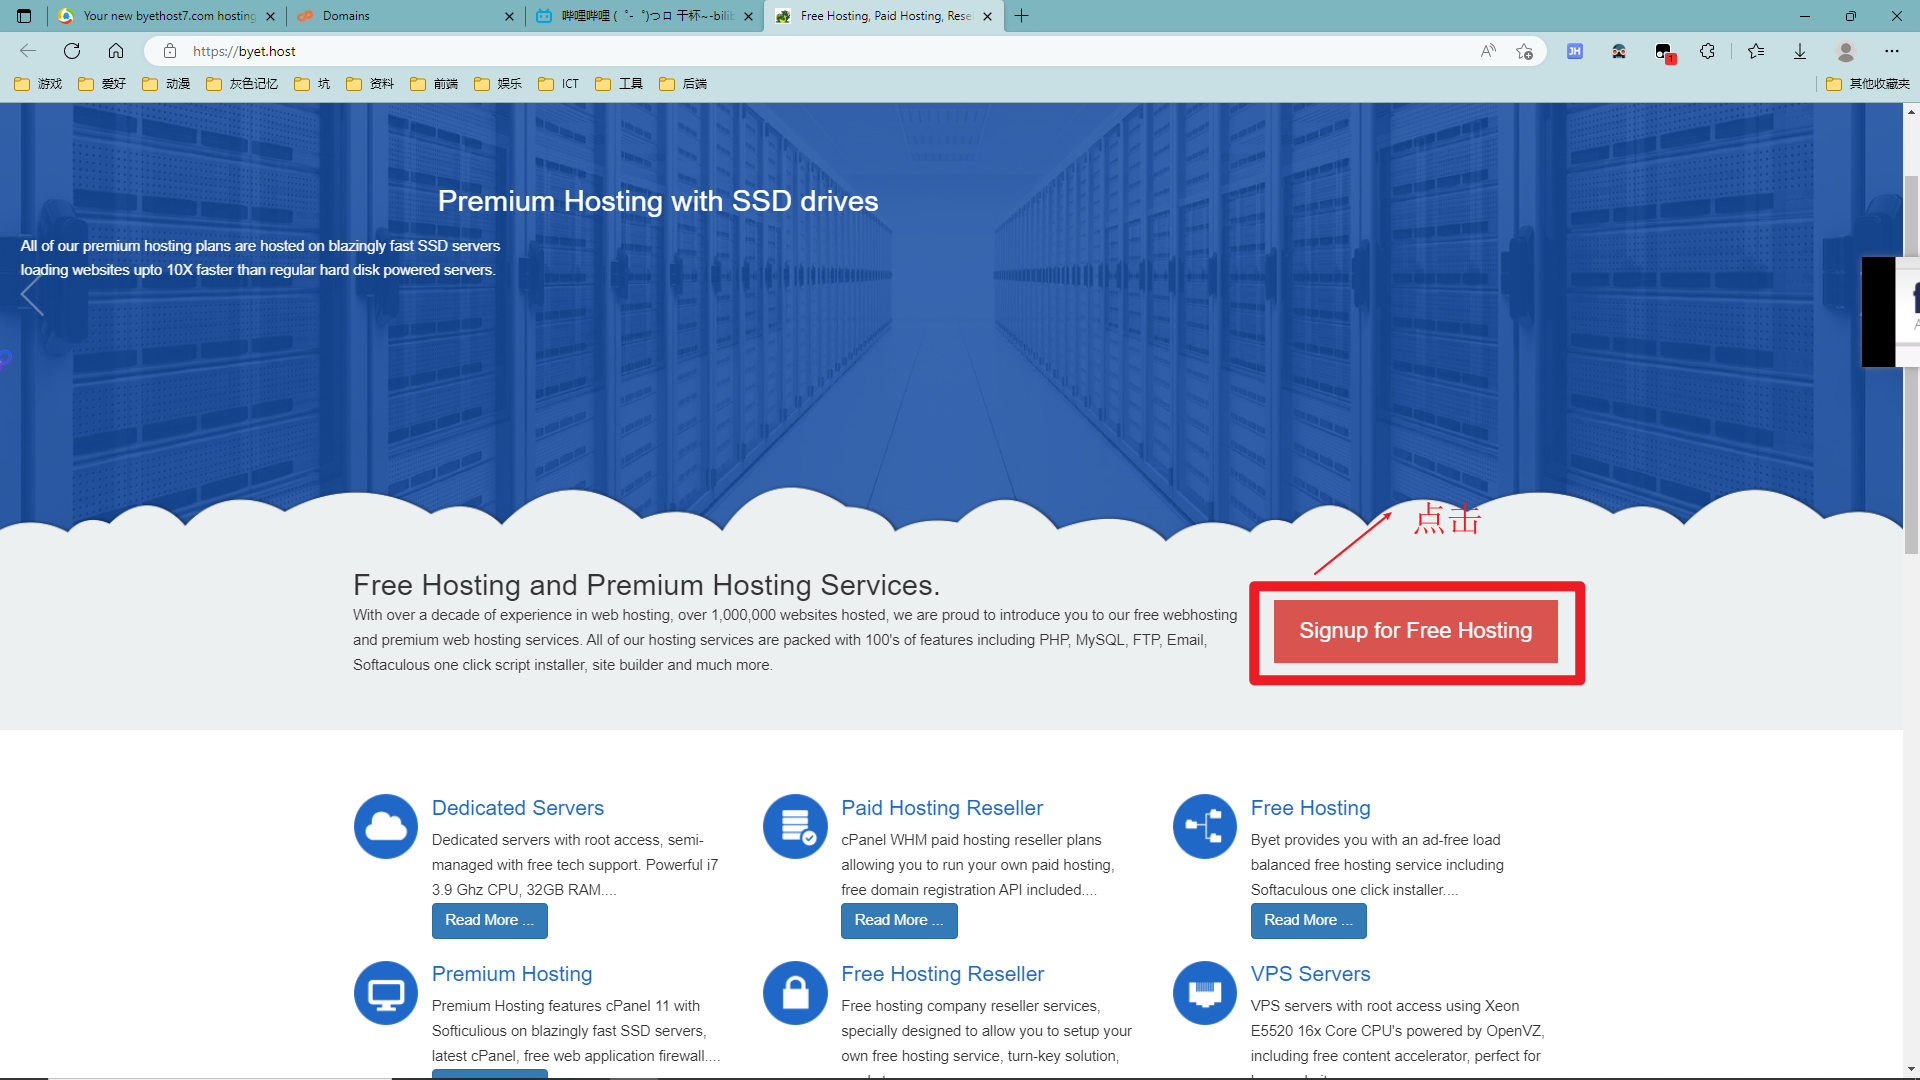 Your new byethost7.com hosting
Domains
哔哩哔哩 (゜-゜)つロ 干杯~-bilib
Free Hosting, Paid Hosting, Rese
https://byet.host
JH
1
游戏
爱好
动漫
灰色记忆
坑
资料
前端
娱乐
ICT
工具
后端
其他收藏夹
Premium Hosting with SSD drives
All of our premium hosting plans are hosted on blazingly fast SSD servers
loading websites upto 10X faster than regular hard disk powered servers.
点击
Free Hosting and Premium Hosting Services.
With over a decade of experience in web hosting, over 1,000,000 websites hosted, we are proud to introduce you to our free webhosting
and premium web hosting services. All of our hosting services are packed with 100's of features including PHP, MySQL, FTP, Email,
Softaculous one click script installer, site builder and much more.
Signup for Free Hosting
Dedicated Servers
Dedicated servers with root access, semi-
managed with free tech support. Powerful i7
3.9 Ghz CPU, 32GB RAM....
Read More ...
Paid Hosting Reseller
cPanel WHM paid hosting reseller plans
allowing you to run your own paid hosting,
free domain registration API included....
Read More ...
Free Hosting
Byet provides you with an ad-free load
balanced free hosting service including
Softaculous one click installer....
Read More ...
Premium Hosting
Premium Hosting features cPanel 11 with
Softiculious on blazingly fast SSD servers,
latest cPanel, free web application firewall....
Free Hosting Reseller
Free hosting company reseller services,
specially designed to allow you to setup your
own free hosting service, turn-key solution,
VPS Servers
VPS servers with root access using Xeon
E5520 16x Core CPU's powered by OpenVZ,
including free content accelerator, perfect for